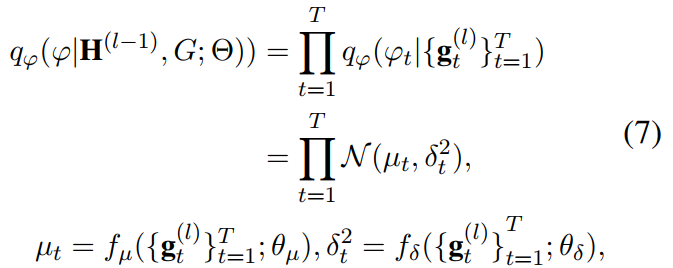 q_φ(φ|H^(l−1), G; Θ)) = ∏_{t=1}^{T} q_φ(φ_t|{g_t^(l)}_{t=1}^T)
= ∏_{t=1}^{T} 𝒩(μ_t, δ_t^2), (7)
μ_t = f_μ({g_t^(l)}_{t=1}^T; θ_μ), δ_t^2 = f_δ({g_t^(l)}_{t=1}^T; θ_δ),